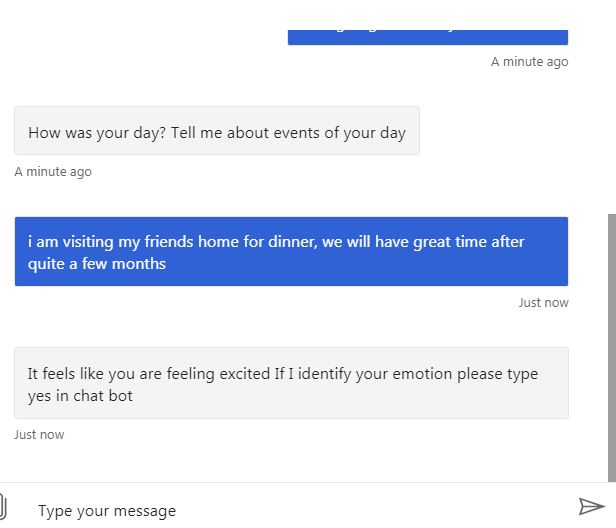 A minute ago
How was your day? Tell me about events of your day
A minute ago
i am visiting my friends home for dinner, we will have great time after
quite a few months
Just now
It feels like you are feeling excited If I identify your emotion please type
yes in chat bot
Just now
Type your message